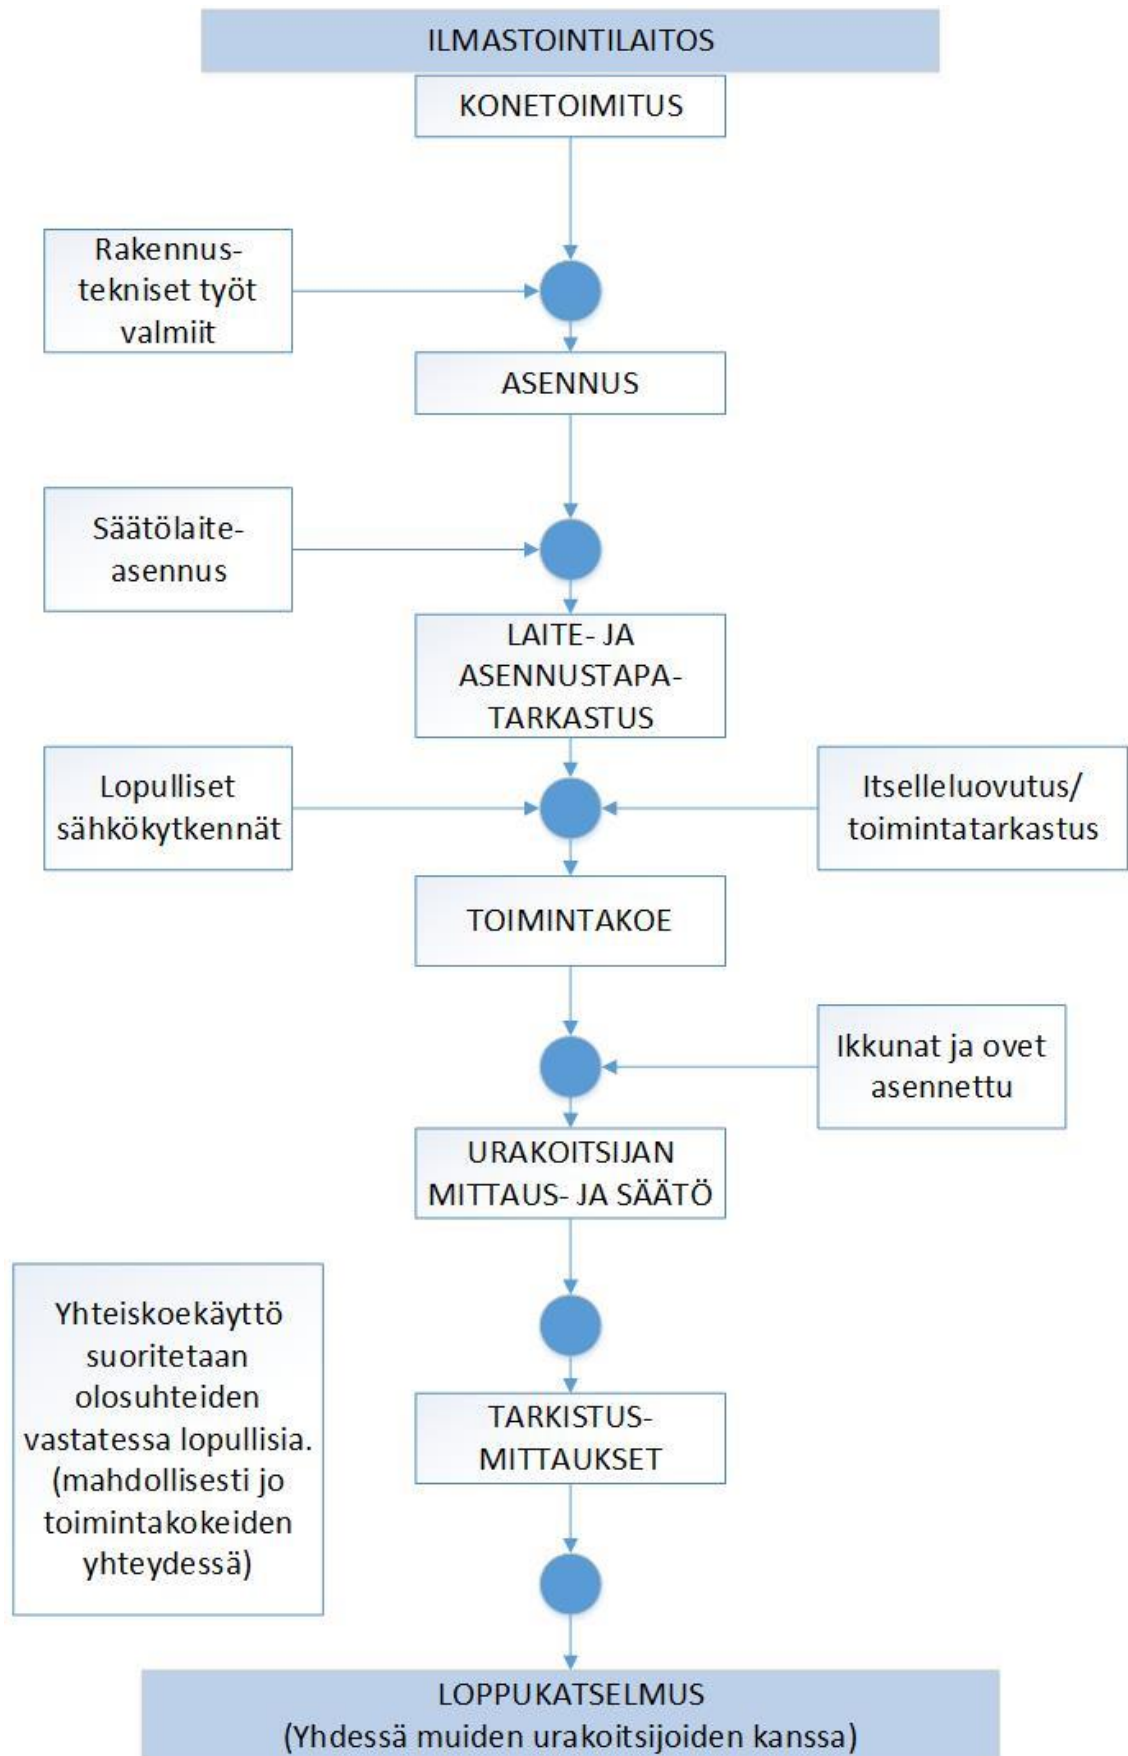 ILMASTOINTILAITOS
KONETOIMITUS
Rakennus-
tekniset työt
valmiit
ASENNUS
Säätölaite-
asennus
LAITE- JA
ASENNUSTAPA-
TARKASTUS
Lopulliset
sähkökytkennät
Itselleluovutus/
toimintatarkastus
TOIMINTAKOE
Ikkunat ja ovet
asennettu
URAKOITSIJAN
MITTAUS- JA SÄÄTÖ
Yhteiskoekäyttö
suoritetaan
olosuhteiden
vastatessa lopullisia.
(mahdollisesti jo
toimintakokeiden
yhteydessä)
TARKISTUS-
MITTAUKSET
LOPPUKATSELMUS
(Yhdessä muiden urakoitsijoiden kanssa)